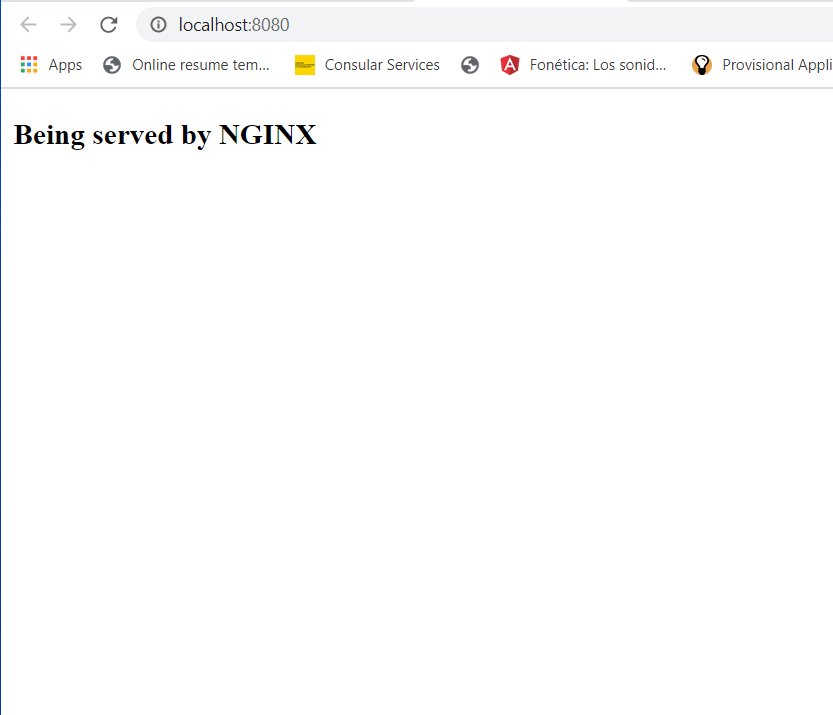 localhost:8080
Apps Online resume tem... Consular Services Fonética: Los sonid... Provisional Appli
Being served by NGINX